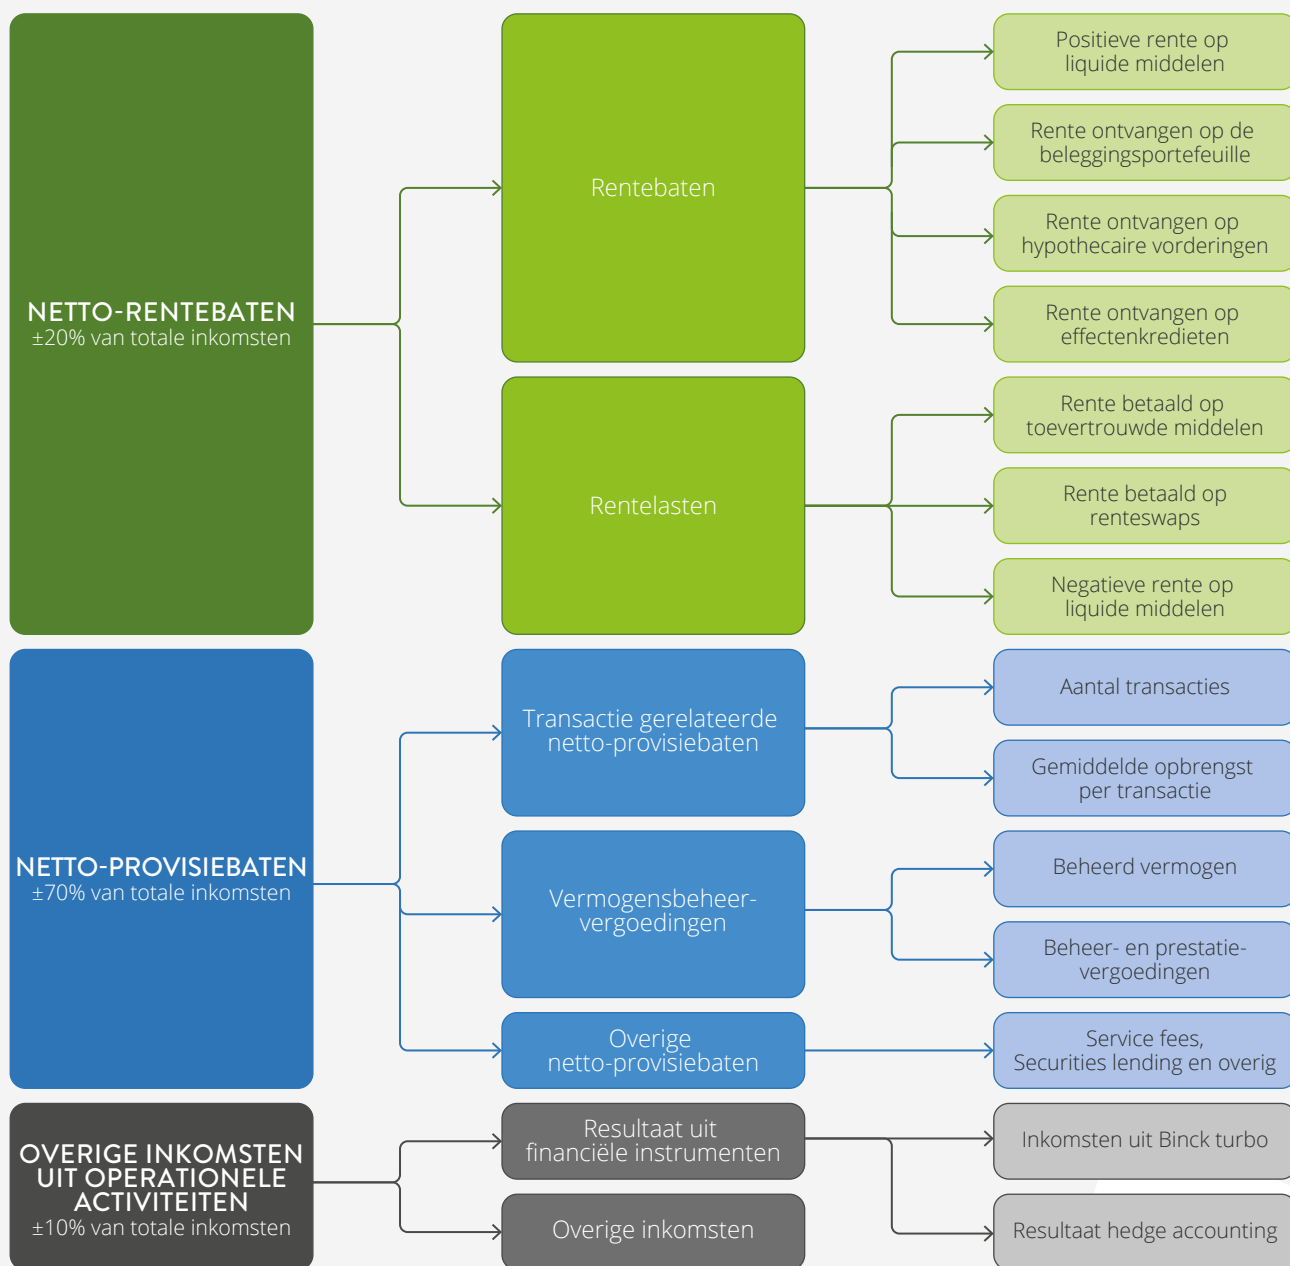 NETTO-RENTEBATEN
±20% van totale inkomsten
Rentebaten
Positieve rente op
liquide middelen
Rente ontvangen op de
beleggingsportefeuille
Rente ontvangen op
hypothecaire vorderingen
Rente ontvangen op
effectenkredieten
Rentelasten
Rente betaald op
toevertrouwde middelen
Rente betaald op
renteswaps
Negatieve rente op
liquide middelen
NETTO-PROVISIEBATEN
±70% van totale inkomsten
Transactie gerelateerde
netto-provisiebaten
Aantal transacties
Gemiddelde opbrengst
per transactie
Vermogensbeheer-
vergoedingen
Beheerd vermogen
Beheer- en prestatie-
vergoedingen
Overige
netto-provisiebaten
Service fees,
Securities lending en overig
OVERIGE INKOMSTEN
UIT OPERATIONELE
ACTIVITEITEN
±10% van totale inkomsten
Resultaat uit
financiële instrumenten
Inkomsten uit Binck turbo
Resultaat hedge accounting
Overige inkomsten